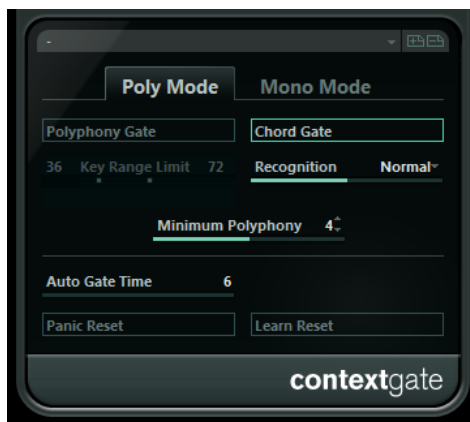 -
Poly Mode Mono Mode
Polyphony Gate Chord Gate
36 Key Range Limit 72 Recognition Normal
Minimum Polyphony 4
Auto Gate Time 6
Panic Reset Learn Reset
contextgate